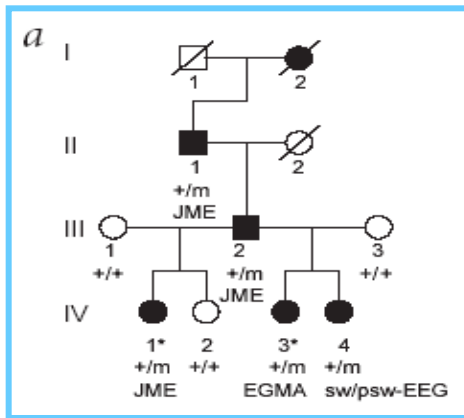 a
I
1 2
II
1 2
+/m
JME
III
1 2 3
+/+ +/m +/+
JME
IV
1* 2 3* 4
+/m +/+ +/m +/m
JME EGMA sw/psw-EEG